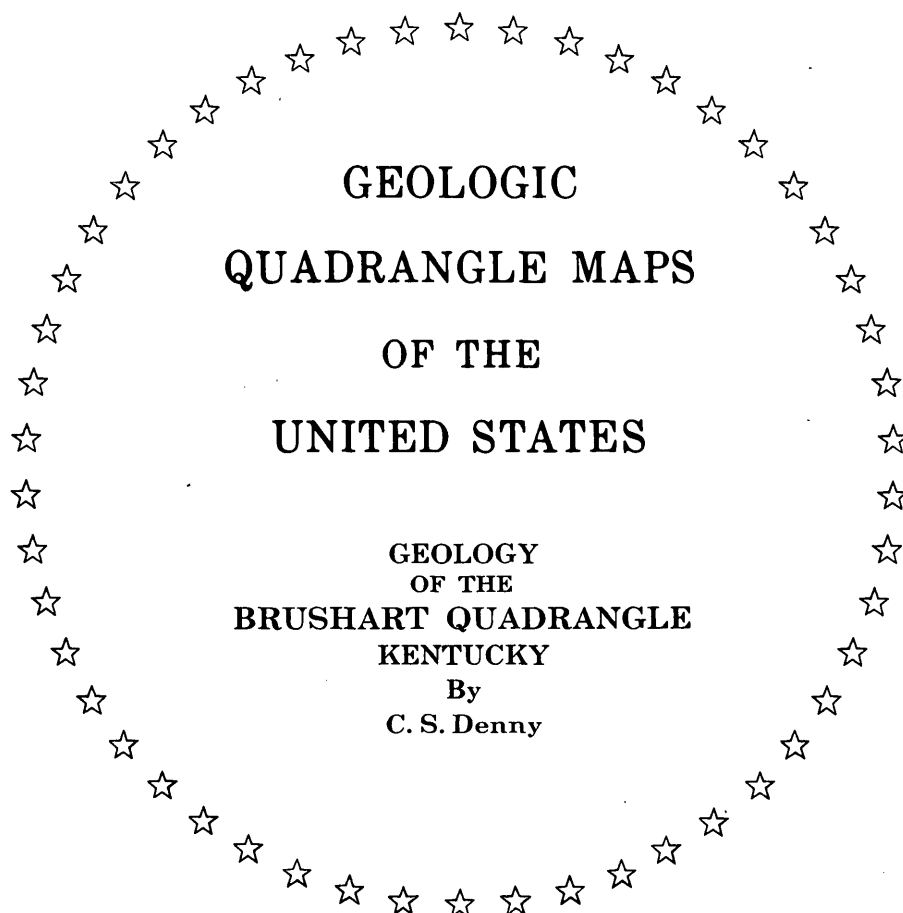 GEOLOGIC
QUADRANGLE MAPS
OF THE
UNITED STATES
GEOLOGY
OF THE
BRUSHART QUADRANGLE
KENTUCKY
By
C. S. Denny